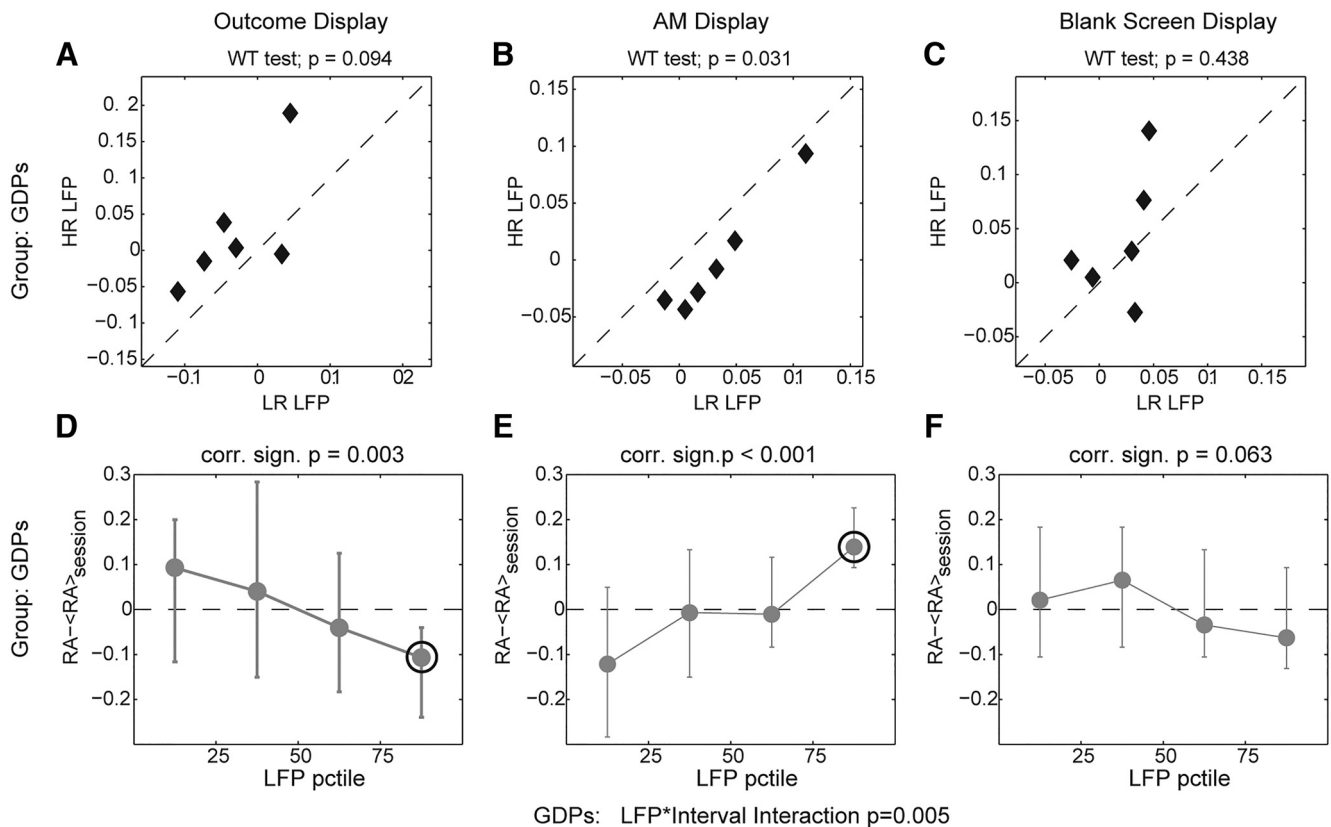 Outcome Display
AM Display
Blank Screen Display
A
WT test; p = 0.094
B
WT test; p = 0.031
C
WT test; p = 0.438
Group: GDPs
HR LFP
0. 2
0.15
0. 1
0.05
0
−0.05
−0. 1
−0.15
−0.1
0
01
02
LR LFP
HR LFP
0.15
0.1
0.05
0
−0.05
−0.05
0
0.05
0.1
0.15
LR LFP
HR LFP
0.15
0.1
0.05
0
0.05
−0.05
0
0.05
0.1
0.15
LR LFP
D
corr. sign. p = 0.003
E
corr. sign.p < 0.001
F
corr. sign. p = 0.063
Group: GDPs
RA−<RA>session
0.3
0.2
0.1
0
−0.1
−0.2
25
50
75
LFP pctile
RA−<RA>session
0.3
0.2
0.1
0
−0.1
−0.2
25
50
75
LFP pctile
RA−<RA>session
0.3
0.2
0.1
0
−0.1
−0.2
25
50
75
LFP pctile
GDPs: LFP*Interval Interaction p=0.005